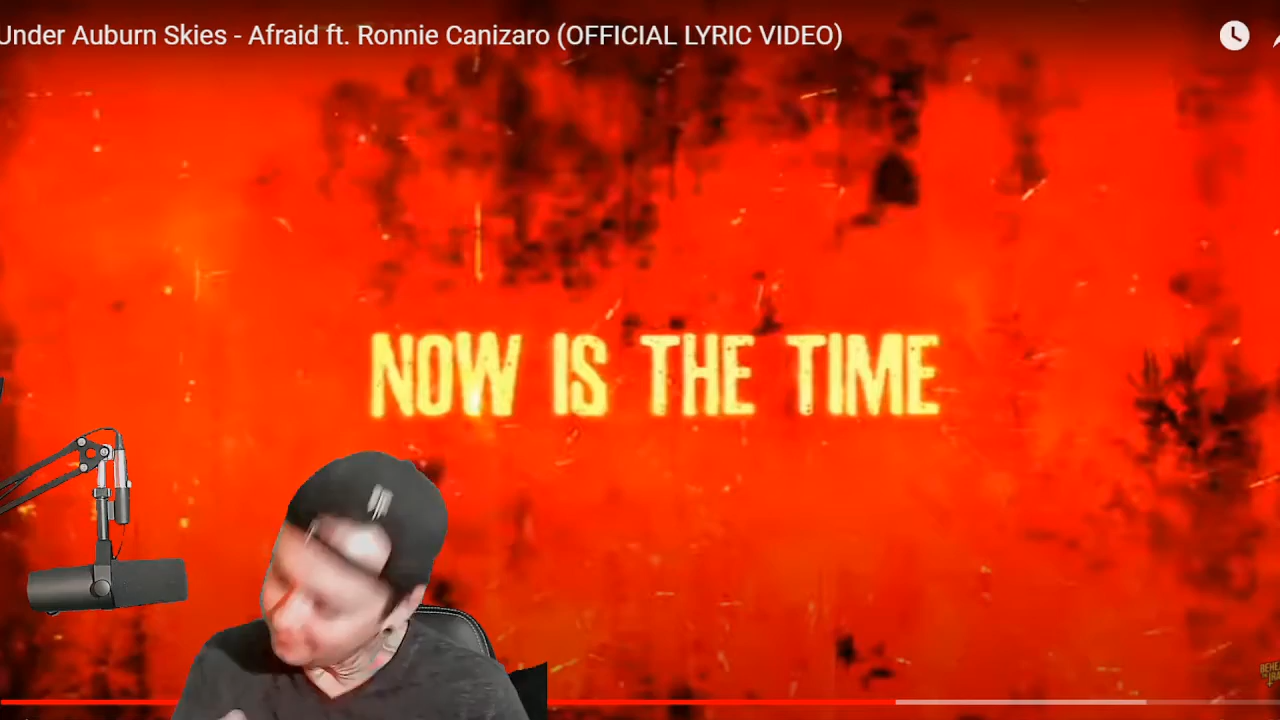 Under Auburn Skies - Afraid ft. Ronnie Canizaro (OFFICIAL LYRIC VIDEO)
NOW IS THE TIME